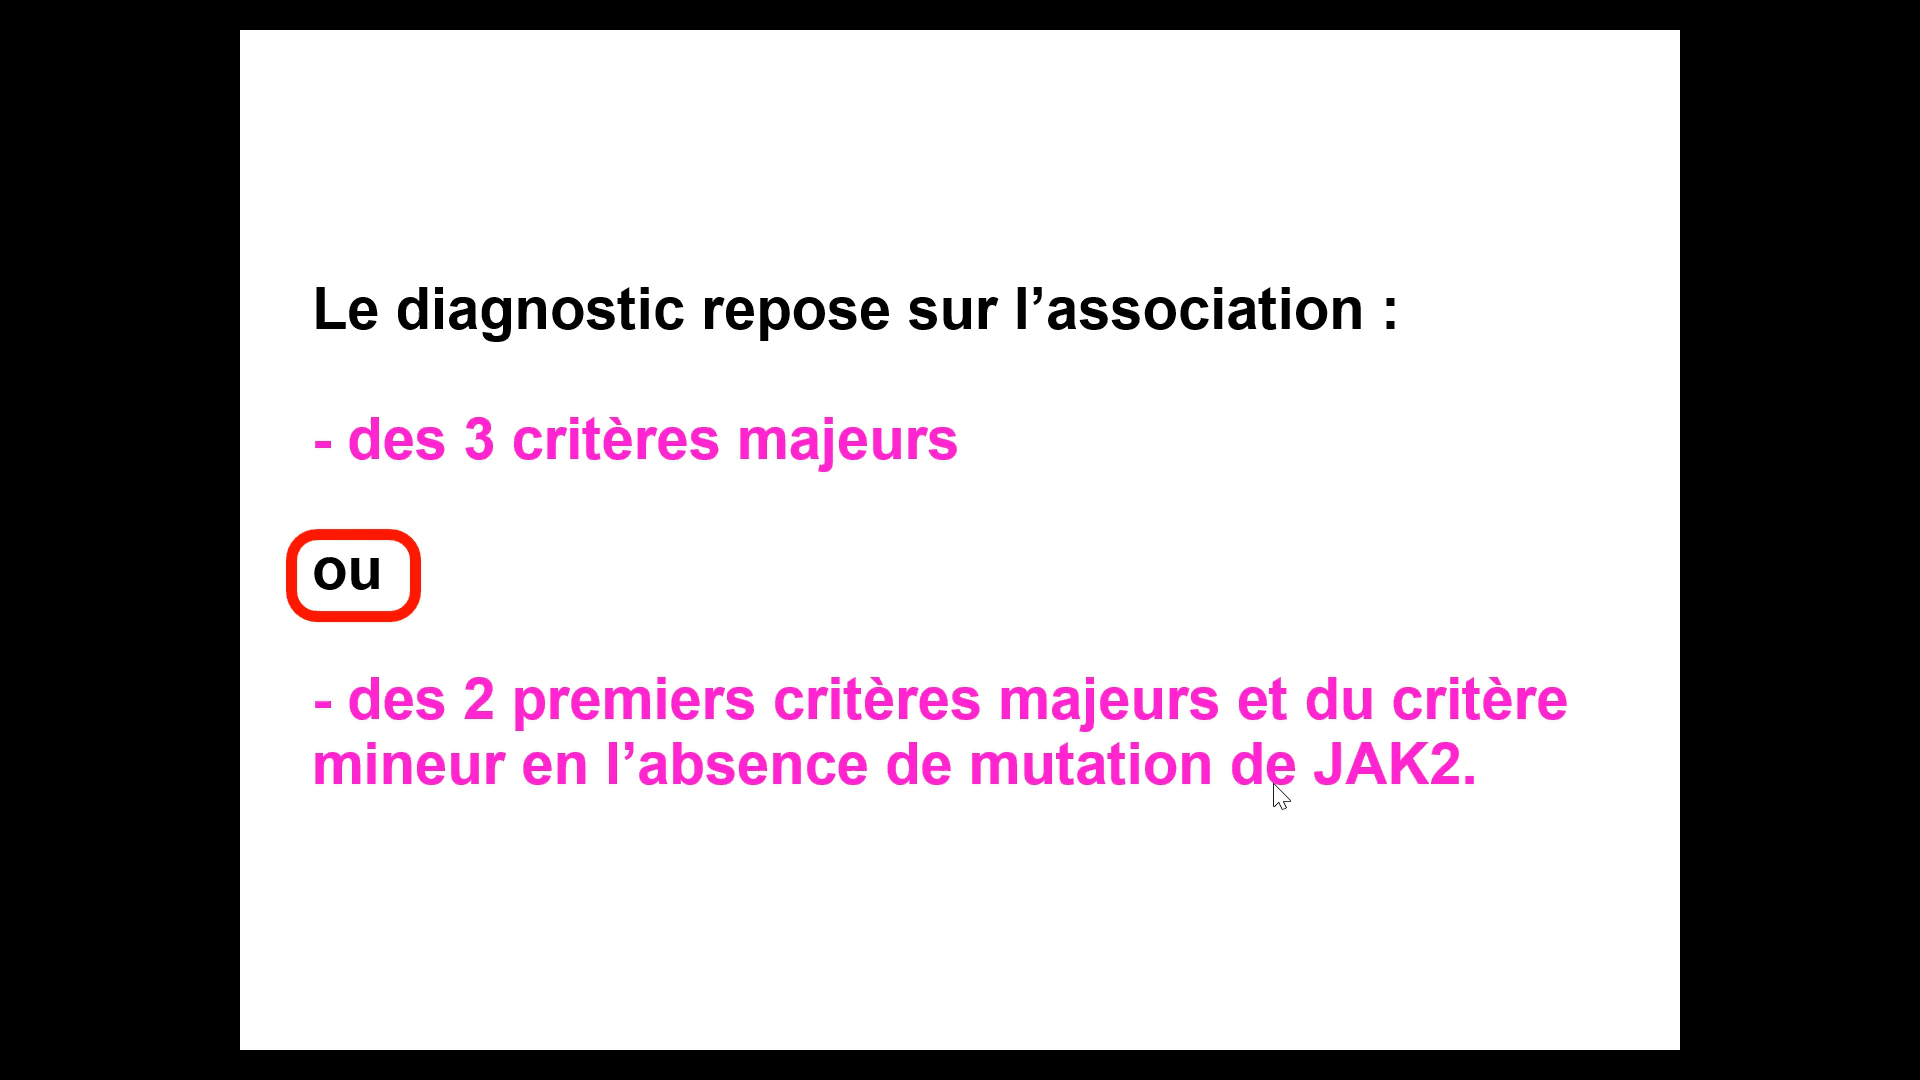 Le diagnostic repose sur l’association :
- des 3 critères majeurs
ou
- des 2 premiers critères majeurs et du critère
mineur en l’absence de mutation de JAK2.